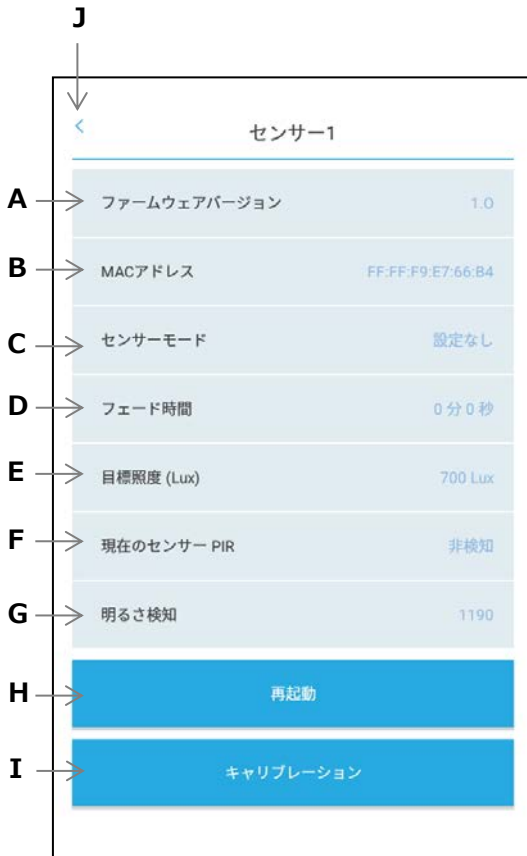 J
センサー1
A ファームウェアバージョン 1.0
B MACアドレス FF:FF:F9:E7:66:B4
C センサーモード 設定なし
D フェード時間 0 分 0 秒
E 目標照度 (Lux) 700 Lux
F 現在のセンサー PIR 非検知
G 明るさ検知 1190
H 再起動
I キャリブレーション